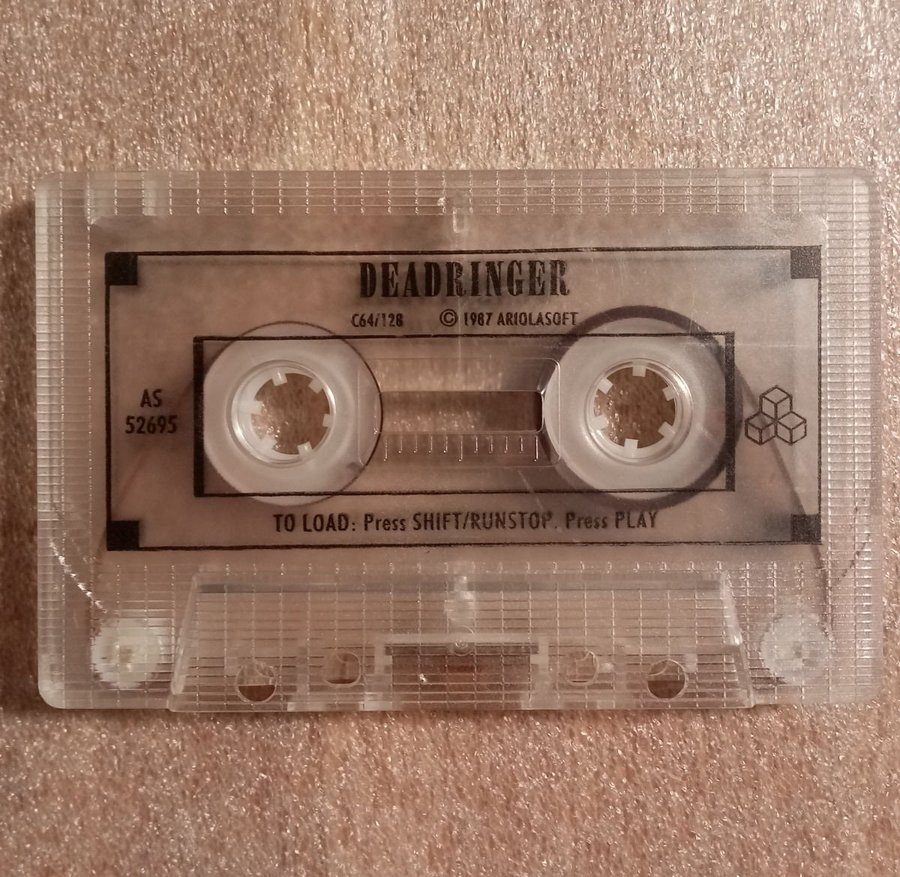 DEADRINGER
C64/128 © 1987 ARIOLASOFT
AS
52695
TO LOAD: Press SHIFT/RUNSTOP. Press PLAY